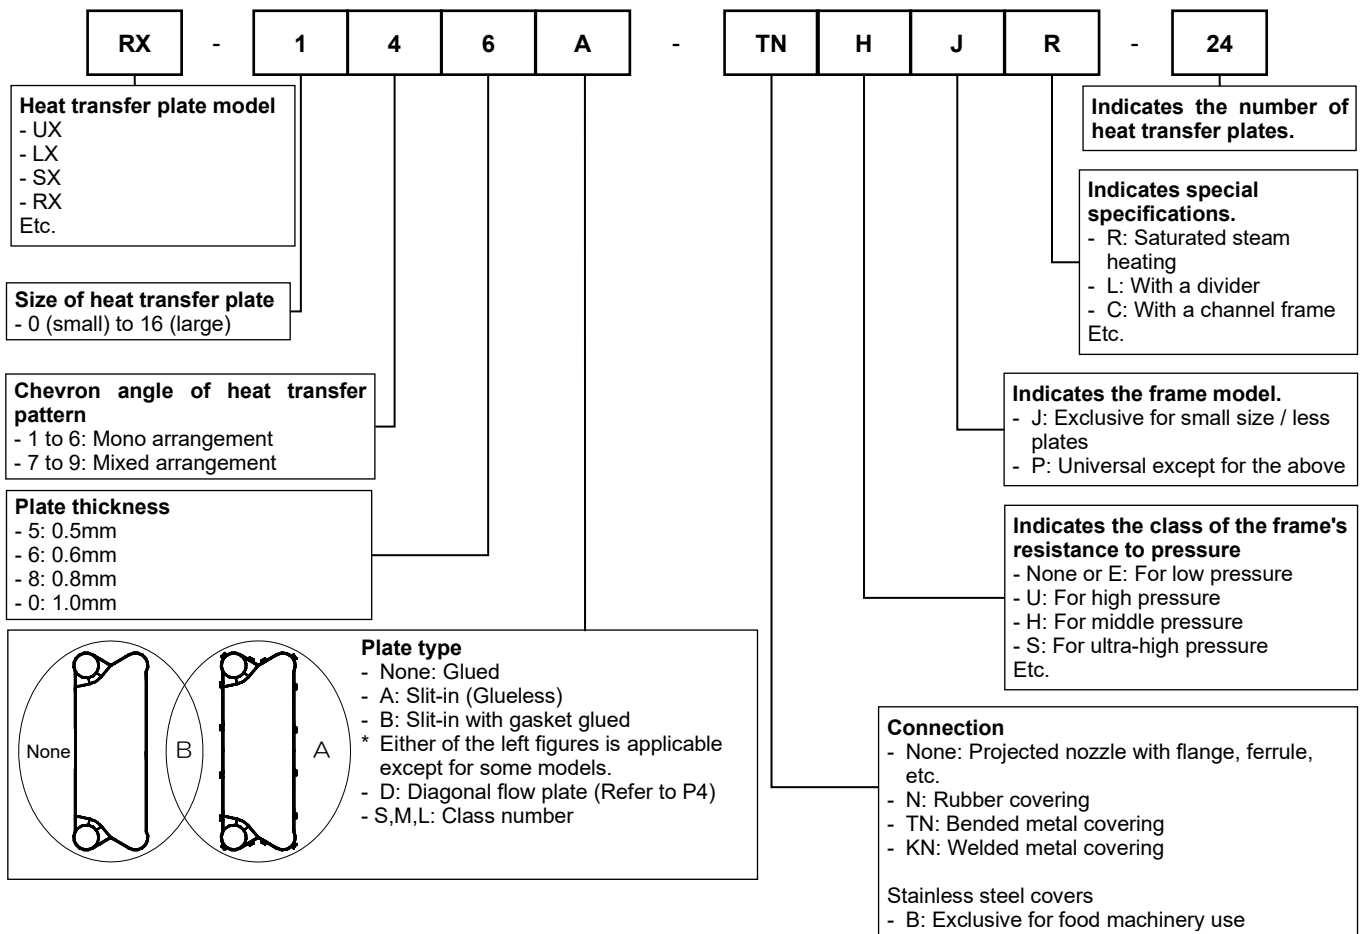 RX - 1 4 6 A - TN H J R - 24
Heat transfer plate model
- UX
- LX
- SX
- RX
Etc.
Size of heat transfer plate
- 0 (small) to 16 (large)
Chevron angle of heat transfer
pattern
- 1 to 6: Mono arrangement
- 7 to 9: Mixed arrangement
Plate thickness
- 5: 0.5mm
- 6: 0.6mm
- 8: 0.8mm
- 0: 1.0mm
None
B
A
Plate type
- None: Glued
- A: Slit-in (Glueless)
- B: Slit-in with gasket glued
* Either of the left figures is applicable
except for some models.
- D: Diagonal flow plate (Refer to P4)
- S,M,L: Class number
Indicates the number of
heat transfer plates.
Indicates special
specifications.
- R: Saturated steam
heating
- L: With a divider
- C: With a channel frame
Etc.
Indicates the frame model.
- J: Exclusive for small size / less
plates
- P: Universal except for the above
Indicates the class of the frame's
resistance to pressure
- None or E: For low pressure
- U: For high pressure
- H: For middle pressure
- S: For ultra-high pressure
Etc.
Connection
- None: Projected nozzle with flange, ferrule,
etc.
- N: Rubber covering
- TN: Bended metal covering
- KN: Welded metal covering
Stainless steel covers
- B: Exclusive for food machinery use